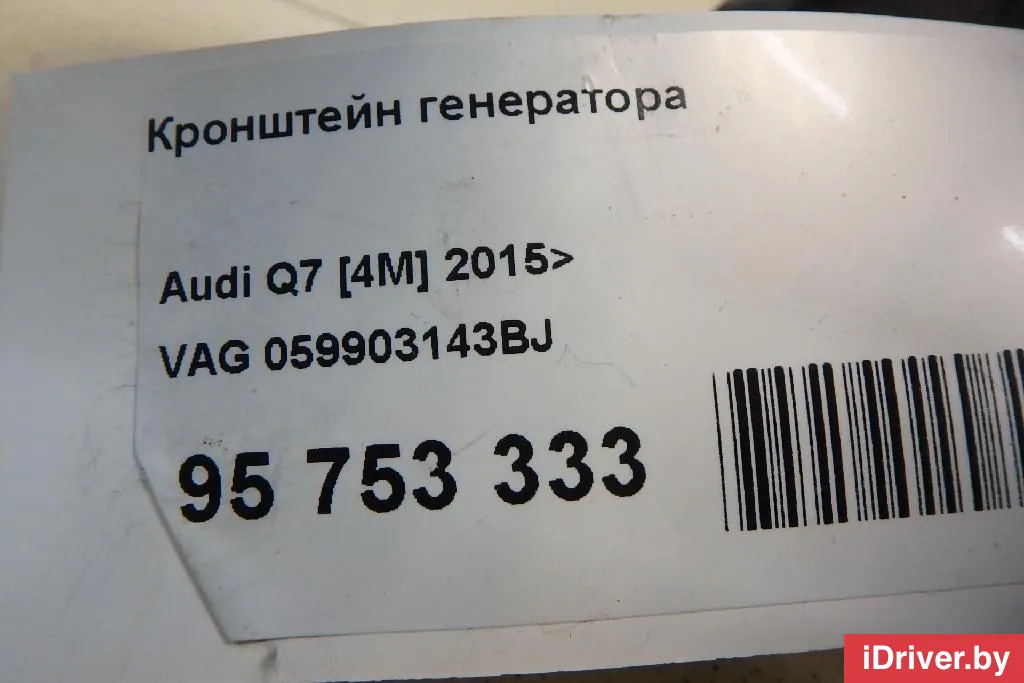 Кронштейн генератора
Audi Q7 [4M] 2015>
VAG 059903143BJ
95 753 333
iDriver.by